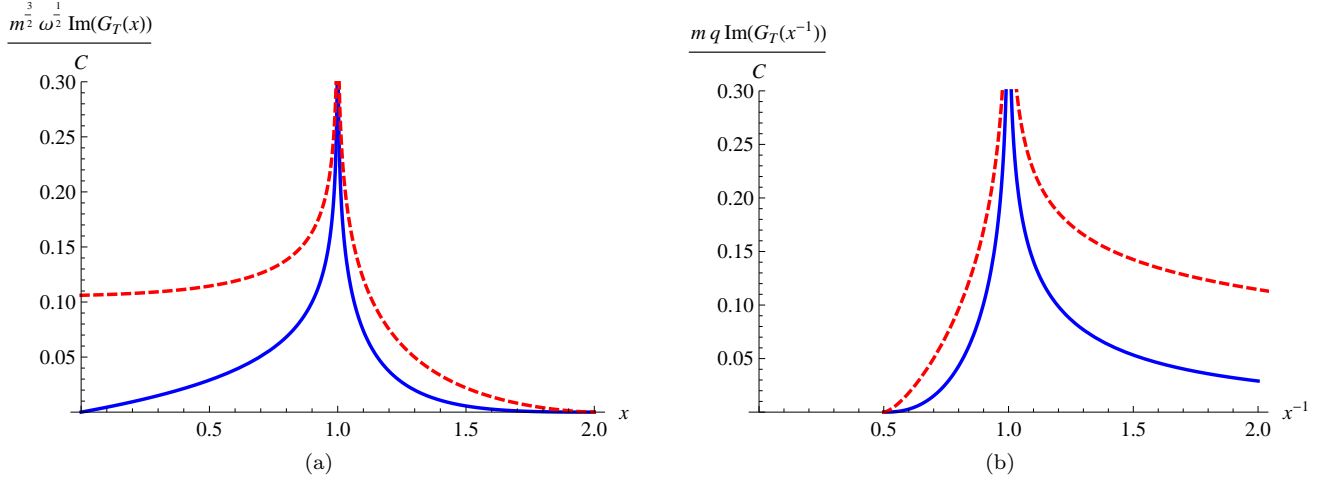 m^{3/2} ω^{1/2} Im(G_T(x))
C
0.30
0.25
0.20
0.15
0.10
0.05
0.5 1.0 1.5 2.0 x
(a)
m q Im(G_T(x^{-1}))
C
0.30
0.25
0.20
0.15
0.10
0.05
0.5 1.0 1.5 2.0 x^{-1}
(b)